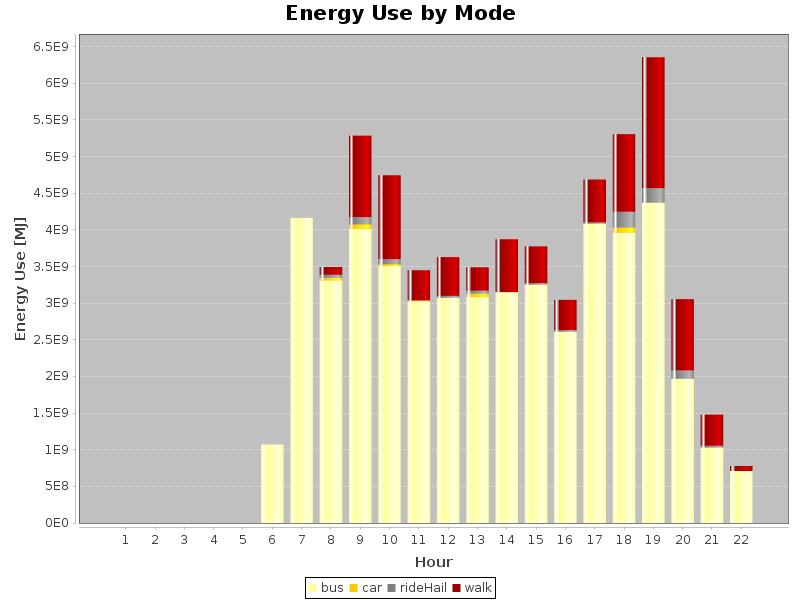 Energy Use by Mode
6.5E9
6E9
5.5E9
5E9
4.5E9
4E9
3.5E9
3E9
2.5E9
2E9
1.5E9
1E9
5E8
0E0
Energy Use [MJ]
1 2 3 4 5 6 7 8 9 10 11 12 13 14 15 16 17 18 19 20 21 22
Hour
bus car rideHail walk